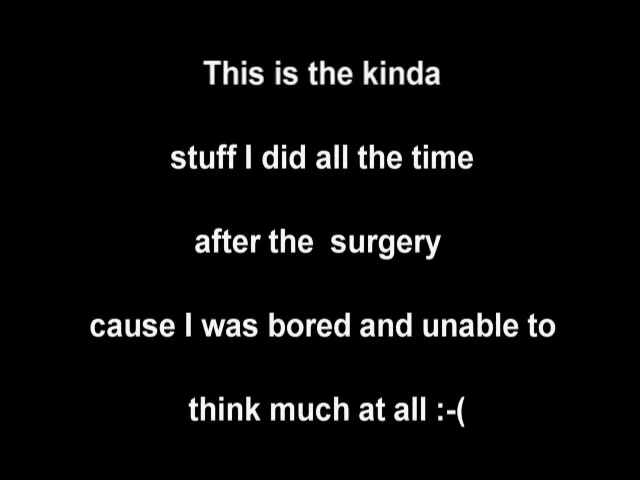 This is the kinda
stuff I did all the time
after the  surgery
cause I was bored and unable to
think much at all :-(